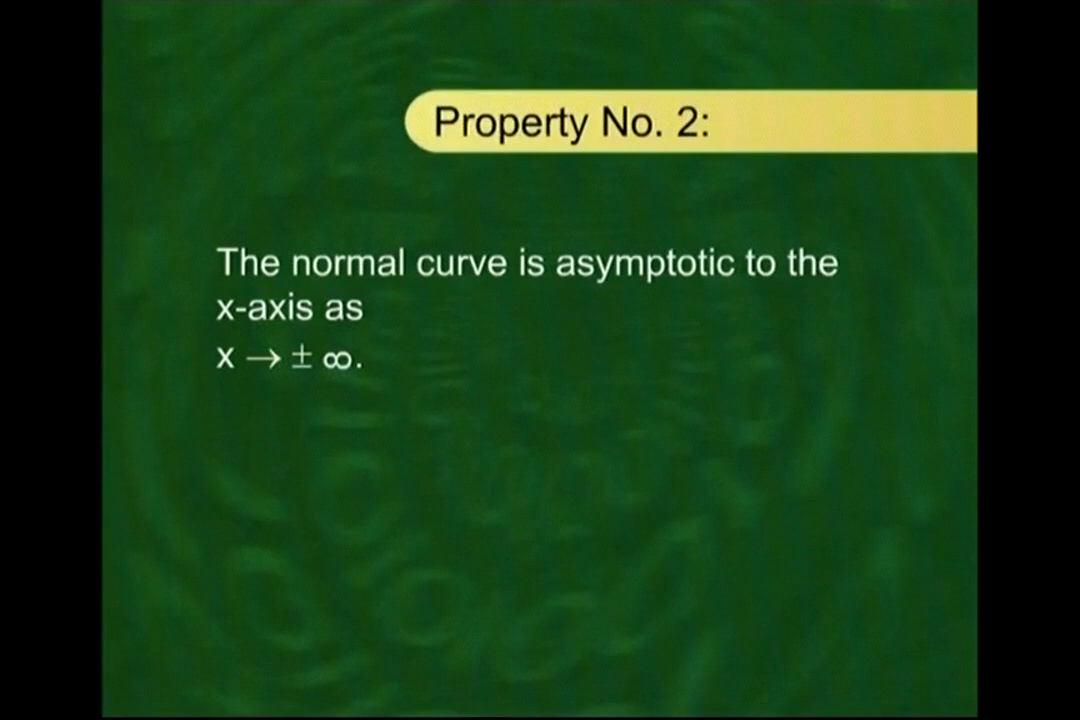 Property No. 2:
The normal curve is asymptotic to the
x-axis as
x → ± ∞.